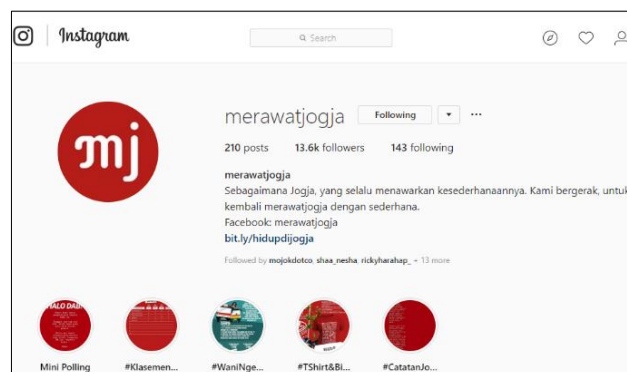 Instagram
Search
merawatjogja Following
210 posts 13.6k followers 143 following
mj
merawatjogja
Sebagaimana Jogja, yang selalu menawarkan kesederhanaannya. Kami bergerak, untuk
kembali merawatjogja dengan sederhana.
Facebook: merawatjogja
bit.ly/hidupdijogja
Followed by mojokdotco, shaa_nesha, rickyharahap_ + 13 more
Mini Polling #Klasemen... #WaniNge... #TShirt&Bi... #CatatanJo...